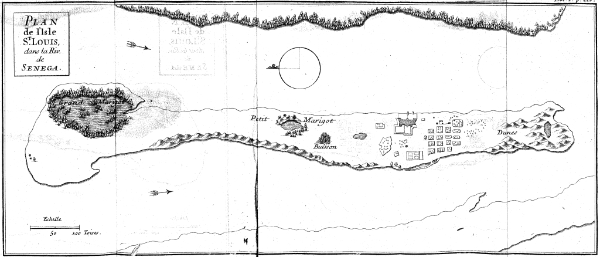 PLAN
de l'Isle
St. LOUIS,
dans la Riv.
de
SENEGA.
Grand Marigot
Petit Marigot
Buisson
Dunes
Echelle
50 100 Toises.